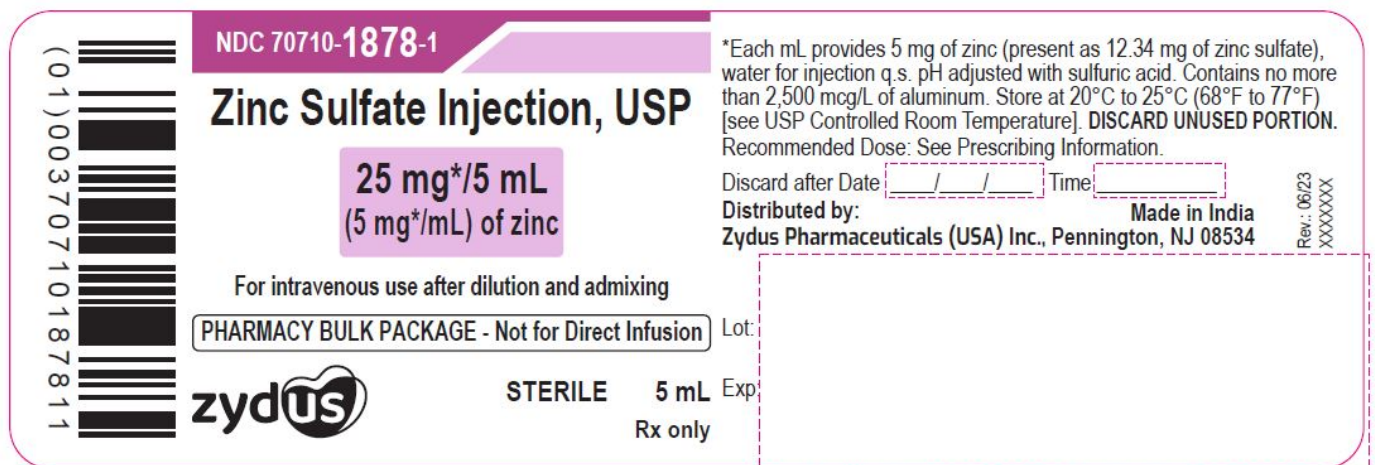 (01)00370710187811
NDC 70710-1878-1
Zinc Sulfate Injection, USP
25 mg*/5 mL
(5 mg*/mL) of zinc
For intravenous use after dilution and admixing
PHARMACY BULK PACKAGE - Not for Direct Infusion
zydus
STERILE 5 mL
Rx only
*Each mL provides 5 mg of zinc (present as 12.34 mg of zinc sulfate),
water for injection q.s. pH adjusted with sulfuric acid. Contains no more
than 2,500 mcg/L of aluminum. Store at 20°C to 25°C (68°F to 77°F)
[see USP Controlled Room Temperature]. DISCARD UNUSED PORTION.
Recommended Dose: See Prescribing Information.
Discard after Date ____/____/____ Time ___________
Distributed by: Made in India
Zydus Pharmaceuticals (USA) Inc., Pennington, NJ 08534
Rev.: 06/23
XXXXXXX
Lot:
Exp: